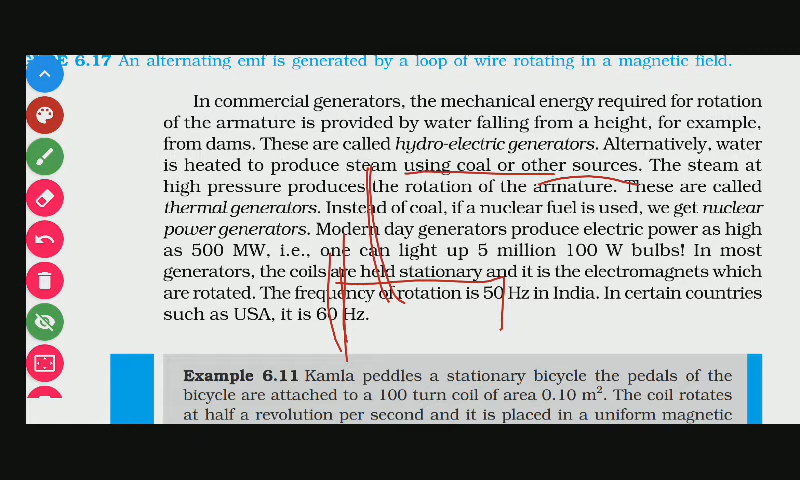 E 6.17 An alternating emf is generated by a loop of wire rotating in a magnetic field.
In commercial generators, the mechanical energy required for rotation
of the armature is provided by water falling from a height, for example,
from dams. These are called hydro-electric generators. Alternatively, water
is heated to produce steam using coal or other sources. The steam at
high pressure produces the rotation of the armature. These are called
thermal generators. Instead of coal, if a nuclear fuel is used, we get nuclear
power generators. Modern day generators produce electric power as high
as 500 MW, i.e., one can light up 5 million 100 W bulbs! In most
generators, the coils are held stationary and it is the electromagnets which
are rotated. The frequency of rotation is 50 Hz in India. In certain countries
such as USA, it is 60 Hz.
Example 6.11 Kamla peddles a stationary bicycle the pedals of the
bicycle are attached to a 100 turn coil of area 0.10 m². The coil rotates
at half a revolution per second and it is placed in a uniform magnetic